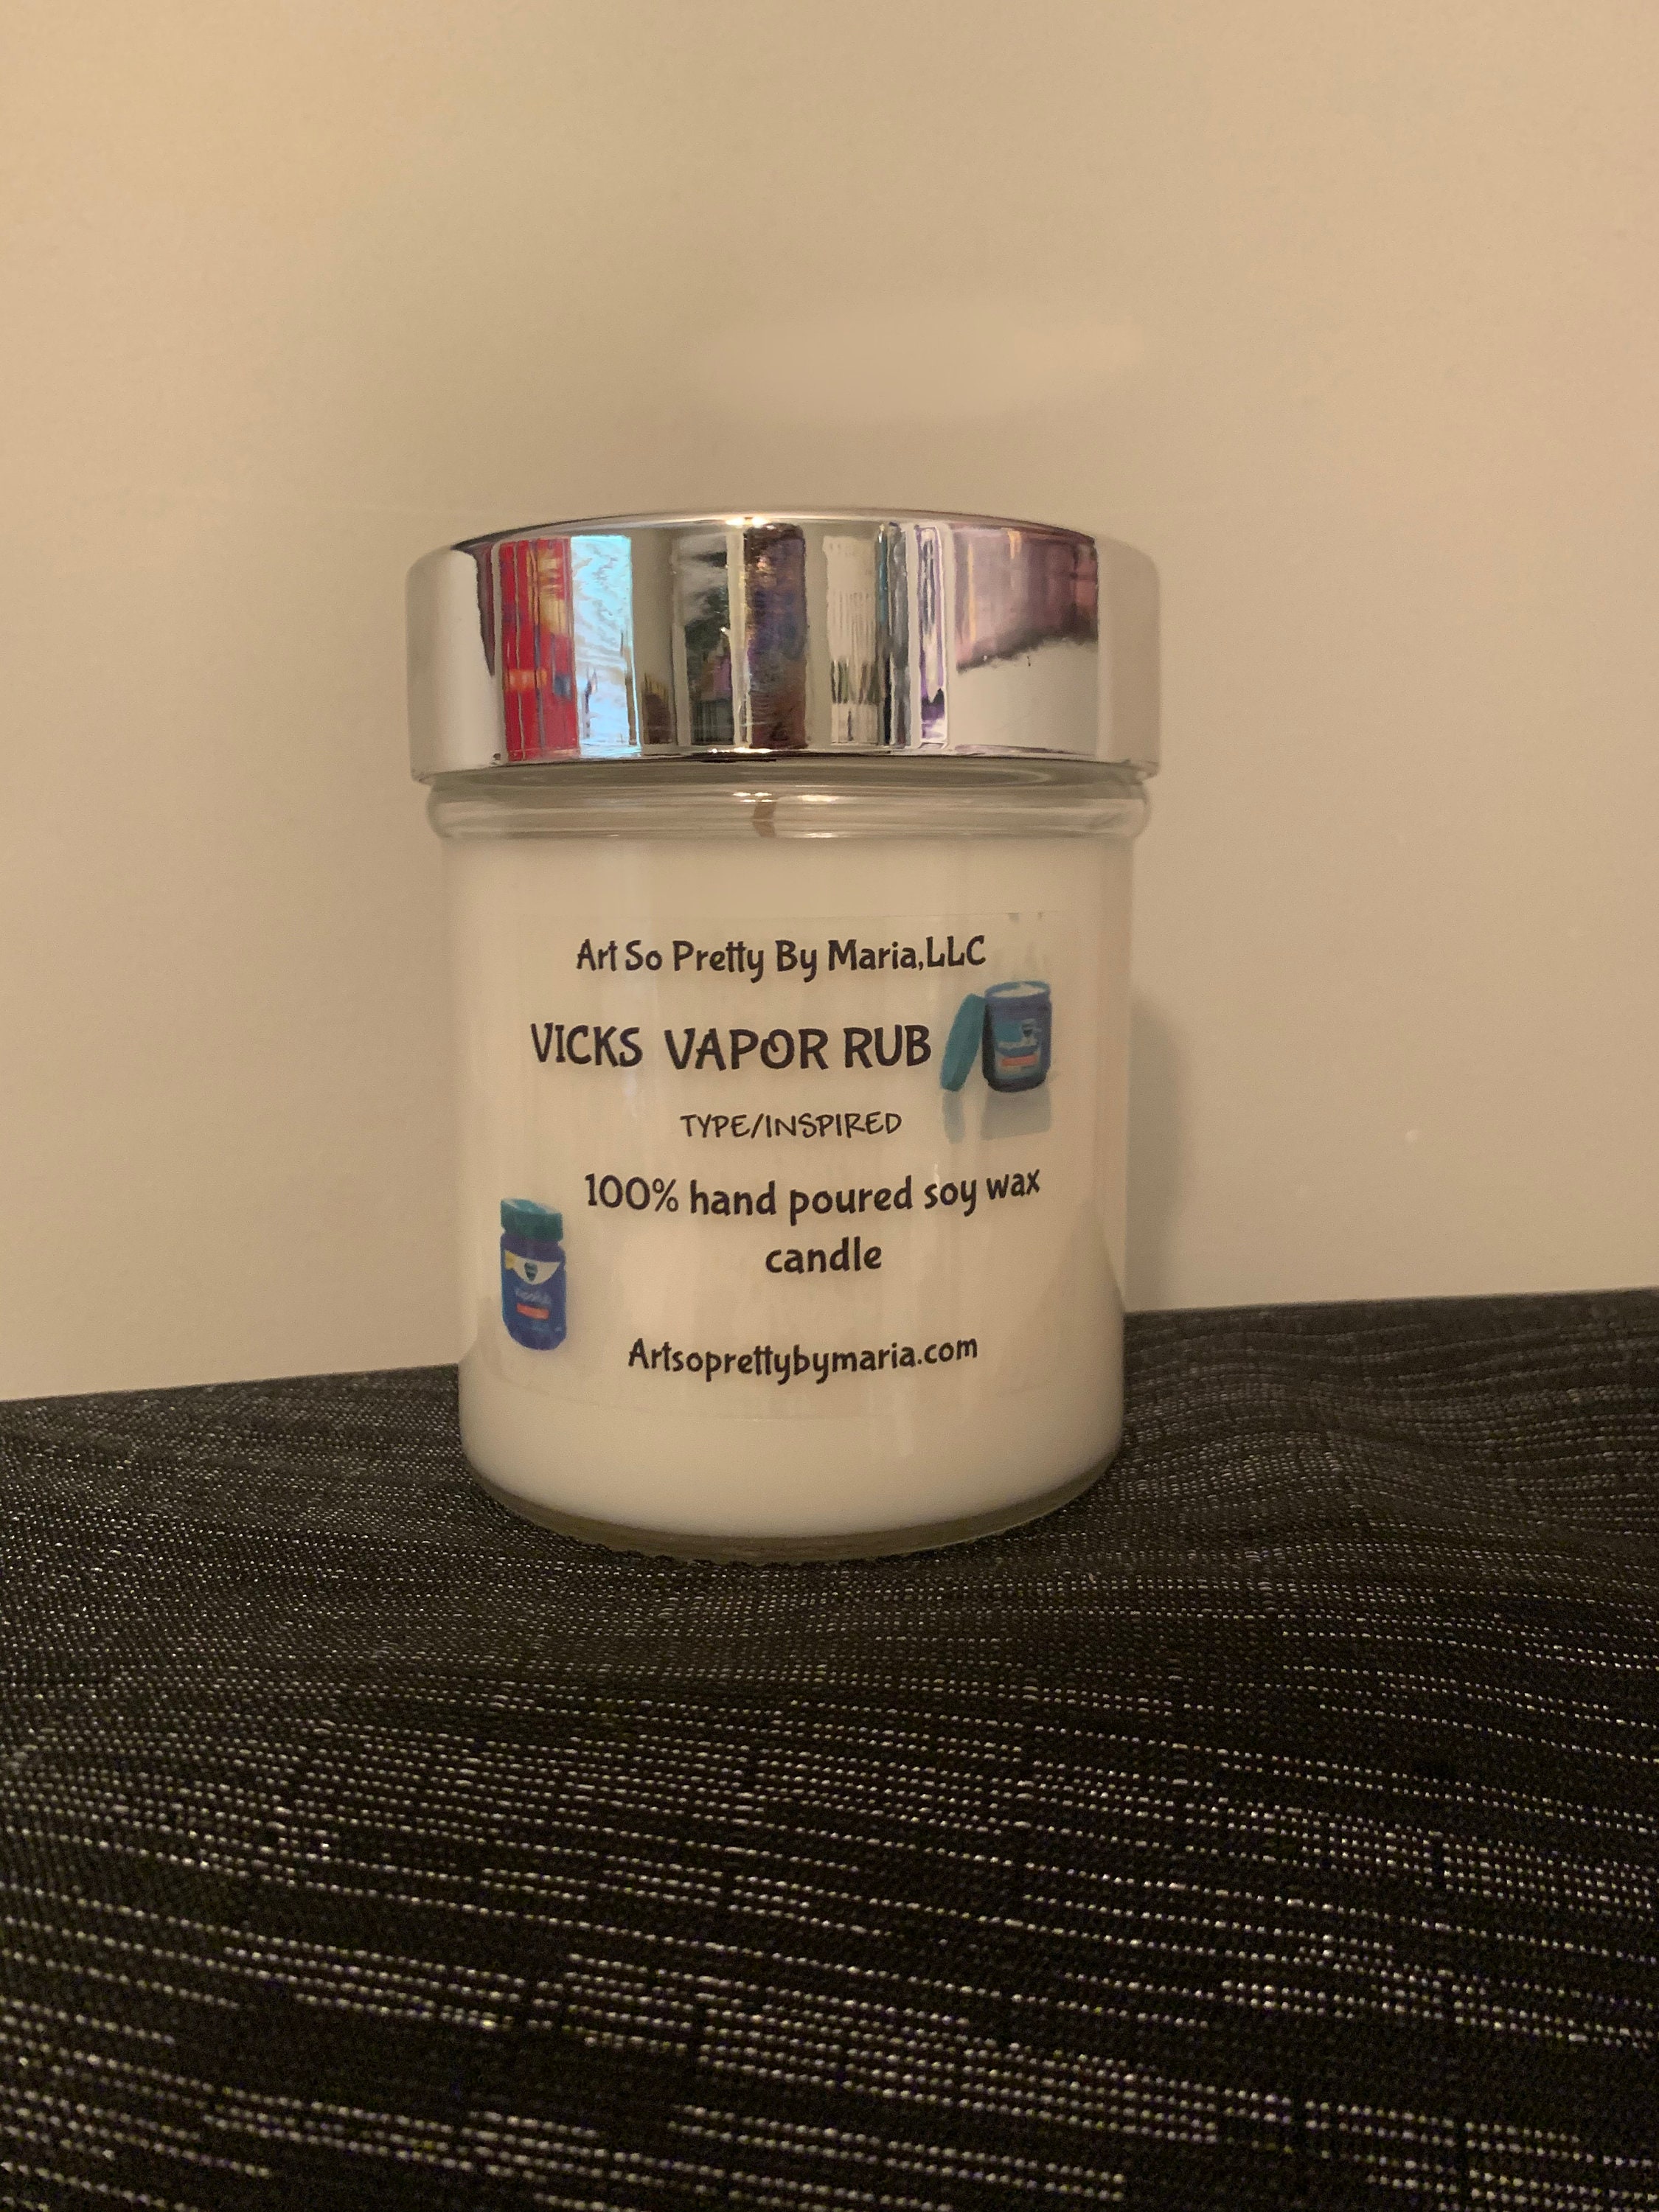 Art So Pretty By Maria,LLC
VICKS VAPOR RUB
TYPE/INSPIRED
100% hand poured soy wax
candle
Artsoprettybymaria.com